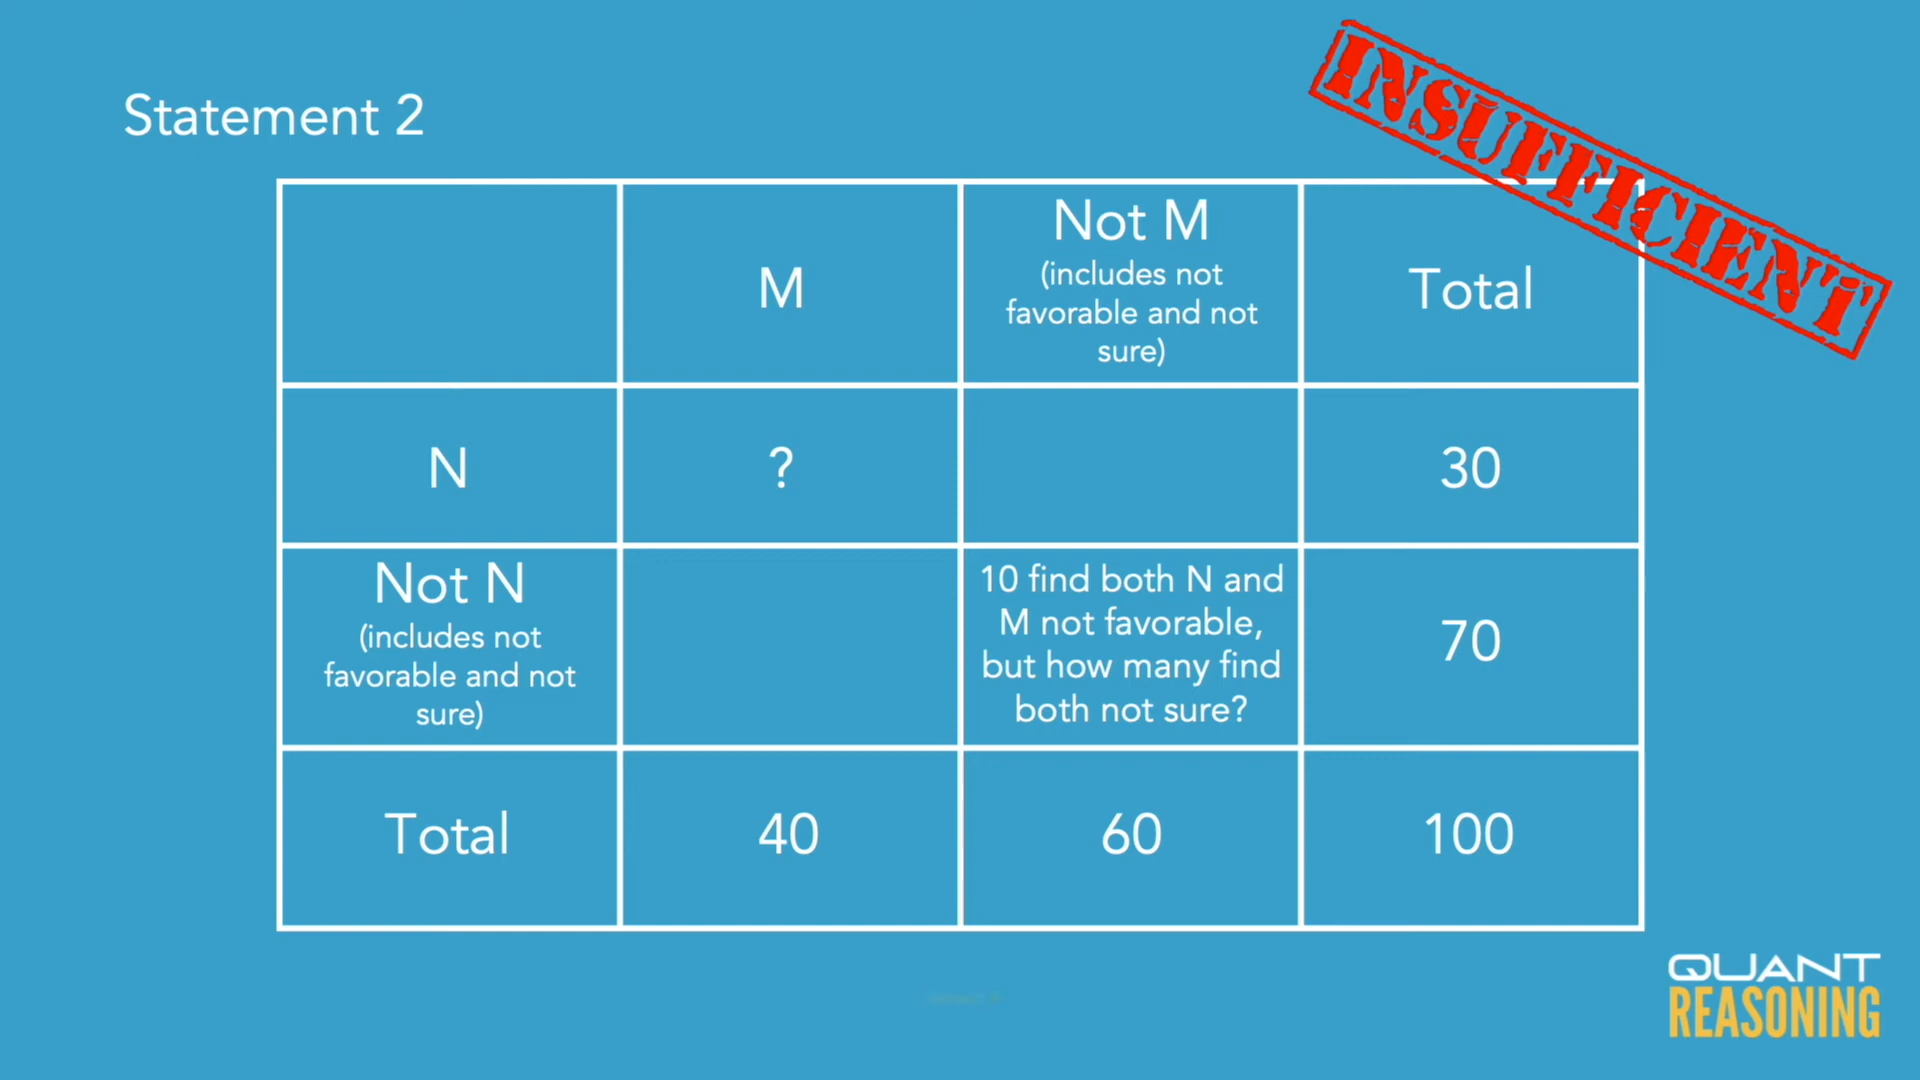 INSUFFICIENT
Statement 2
M
Not M
(includes not
favorable and not
sure)
Total
N
?
30
Not N
(includes not
favorable and not
sure)
10 find both N and
M not favorable,
but how many find
both not sure?
70
Total
40
60
100
QUANT
REASONING